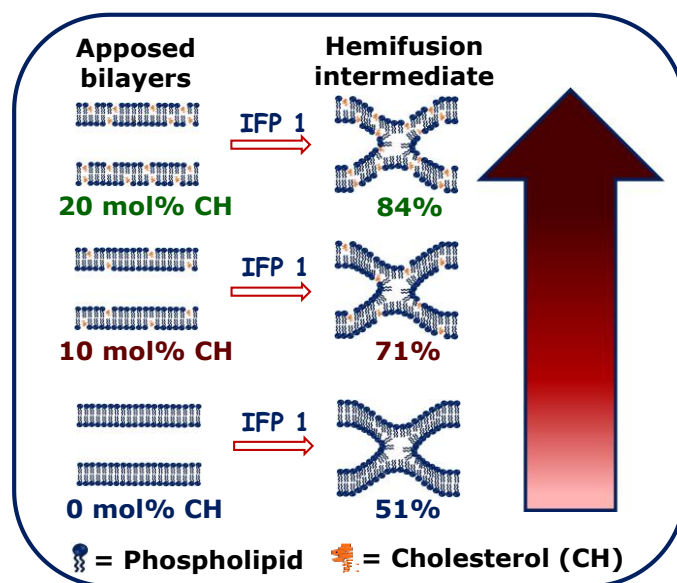 Apposed bilayers
Hemifusion intermediate
IFP 1
20 mol% CH
84%
IFP 1
10 mol% CH
71%
IFP 1
0 mol% CH
51%
= Phospholipid
= Cholesterol (CH)